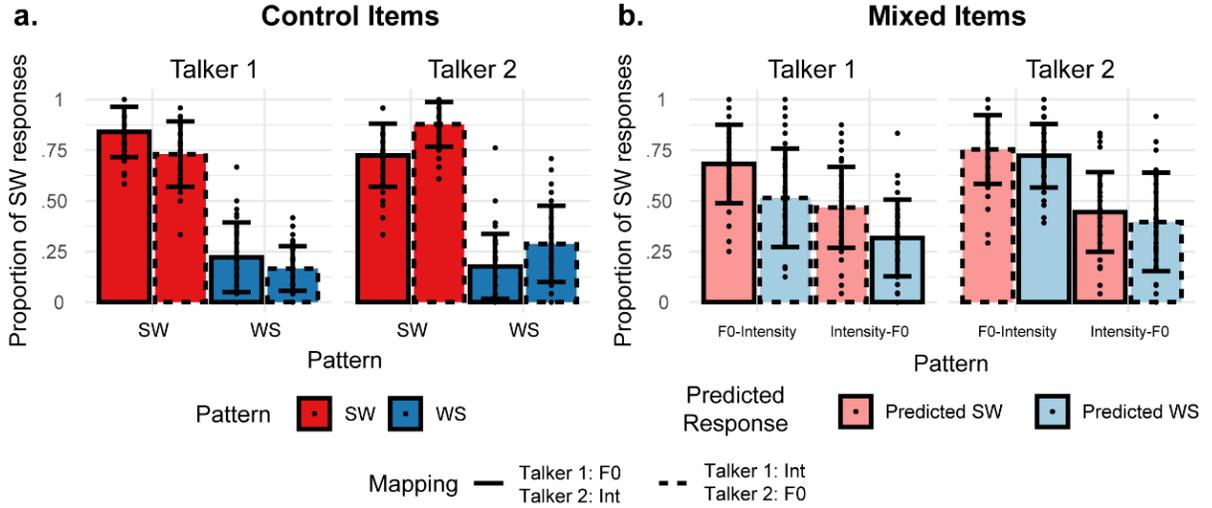 a.
Control Items
Proportion of SW responses
Talker 1
Talker 2
1
.75
.50
.25
0
SW
WS
SW
WS
Pattern
Pattern
SW
WS
b.
Mixed Items
Proportion of SW responses
Talker 1
Talker 2
1
.75
.50
.25
0
F0-Intensity
Intensity-F0
F0-Intensity
Intensity-F0
Pattern
Predicted
Response
Predicted SW
Predicted WS
Mapping
Talker 1: F0
Talker 2: Int
Talker 1: Int
Talker 2: F0